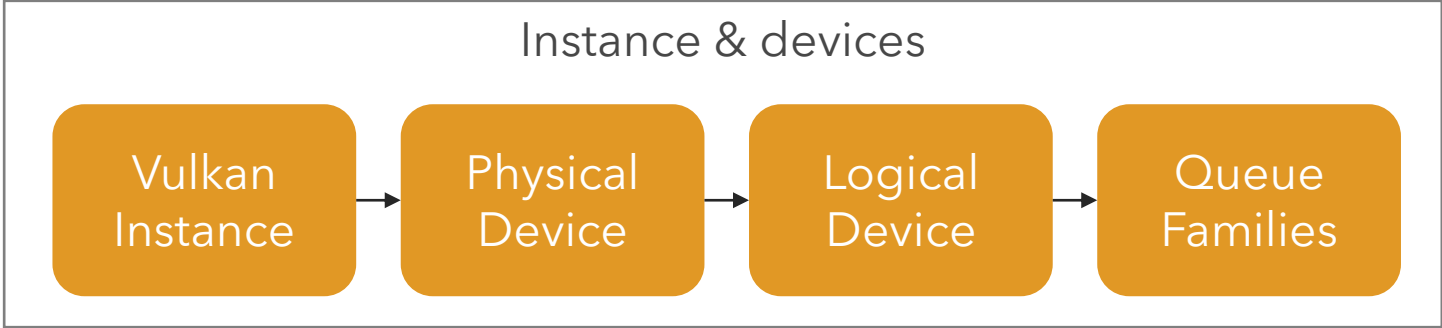 Instance & devices
Vulkan
Instance
Physical
Device
Logical
Device
Queue
Families